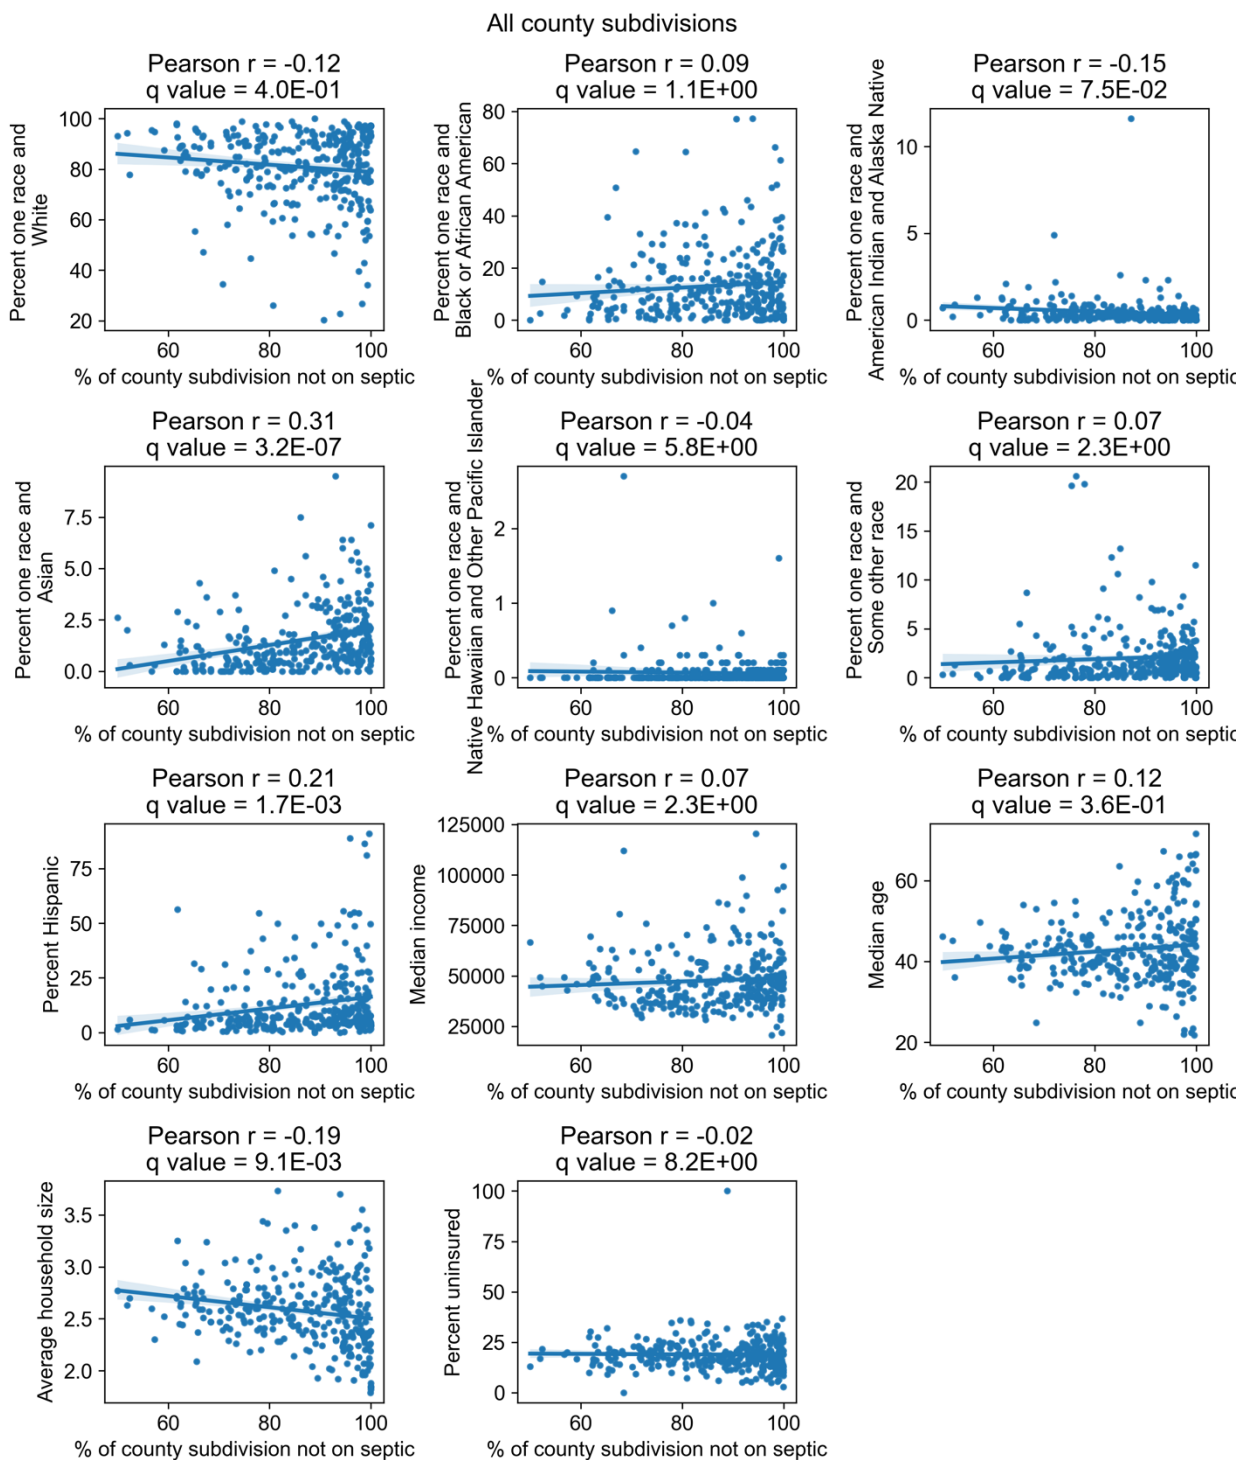 All county subdivisions
Pearson r = -0.12
q value = 4.0E-01
Percent one race and
White
100
80
60
40
20
60
80
100
% of county subdivision not on septic
Pearson r = 0.09
q value = 1.1E+00
Percent one race and
Black or African American
80
60
40
20
0
60
80
100
% of county subdivision not on septic
Pearson r = -0.15
q value = 7.5E-02
Percent one race and
American Indian and Alaska Native
10
5
0
60
80
100
% of county subdivision not on septic
Pearson r = 0.31
q value = 3.2E-07
Percent one race and
Asian
7.5
5.0
2.5
0.0
60
80
100
% of county subdivision not on septic
Pearson r = -0.04
q value = 5.8E+00
Percent one race and
Native Hawaiian and Other Pacific Islander
2
1
0
60
80
100
% of county subdivision not on septic
Pearson r = 0.07
q value = 2.3E+00
Percent one race and
Some other race
20
15
10
5
0
60
80
100
% of county subdivision not on septic
Pearson r = 0.21
q value = 1.7E-03
Percent Hispanic
75
50
25
0
60
80
100
% of county subdivision not on septic
Pearson r = 0.07
q value = 2.3E+00
Median income
125000
100000
75000
50000
25000
60
80
100
% of county subdivision not on septic
Pearson r = 0.12
q value = 3.6E-01
Median age
60
40
20
60
80
100
% of county subdivision not on septic
Pearson r = -0.19
q value = 9.1E-03
Average household size
3.5
3.0
2.5
2.0
60
80
100
% of county subdivision not on septic
Pearson r = -0.02
q value = 8.2E+00
Percent uninsured
100
75
50
25
0
60
80
100
% of county subdivision not on septic